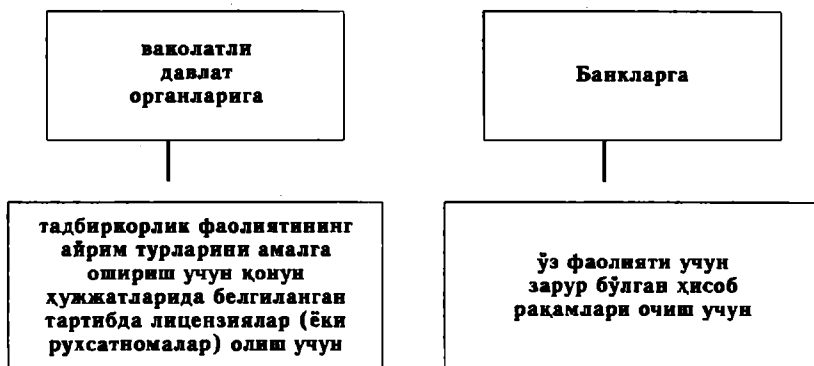 ваколатли
давлат
органларига
Банкларга
тадбиркорлик фаолиятининг
айрим турларини амалга
ошириш учун қонун
ҳужжатларида белгиланган
тартибда лицензиялар (ёки
рухсатномалар) олиш учун
ўз фаолияти учун
зарур бўлган ҳисоб
рақамлари очиш учун